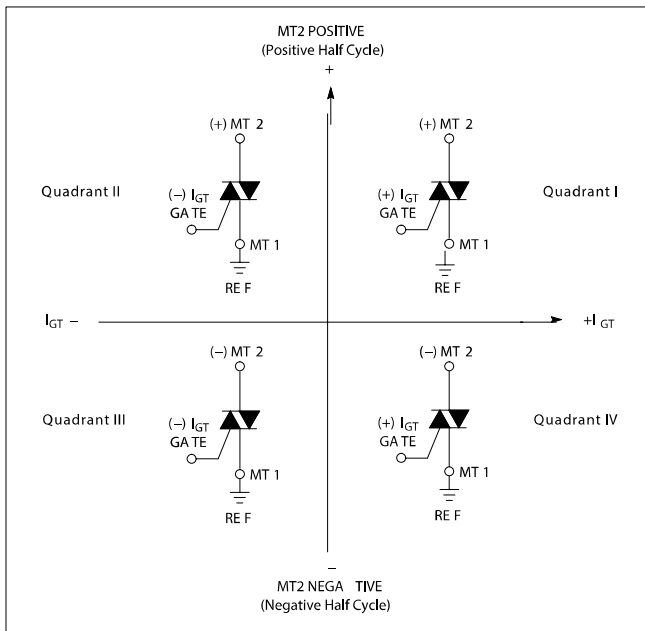 MT2 POSITIVE
(Positive Half Cycle)
+
(+) MT 2
Quadrant II
(−) IGT
GA TE
MT 1
RE F
(+) MT 2
Quadrant I
(+) IGT
GA TE
MT 1
RE F
IGT −
+I GT
(−) MT 2
Quadrant III
(−) IGT
GA TE
MT 1
RE F
(−) MT 2
Quadrant IV
(+) IGT
GA TE
MT 1
RE F
−
MT2 NEGA TIVE
(Negative Half Cycle)